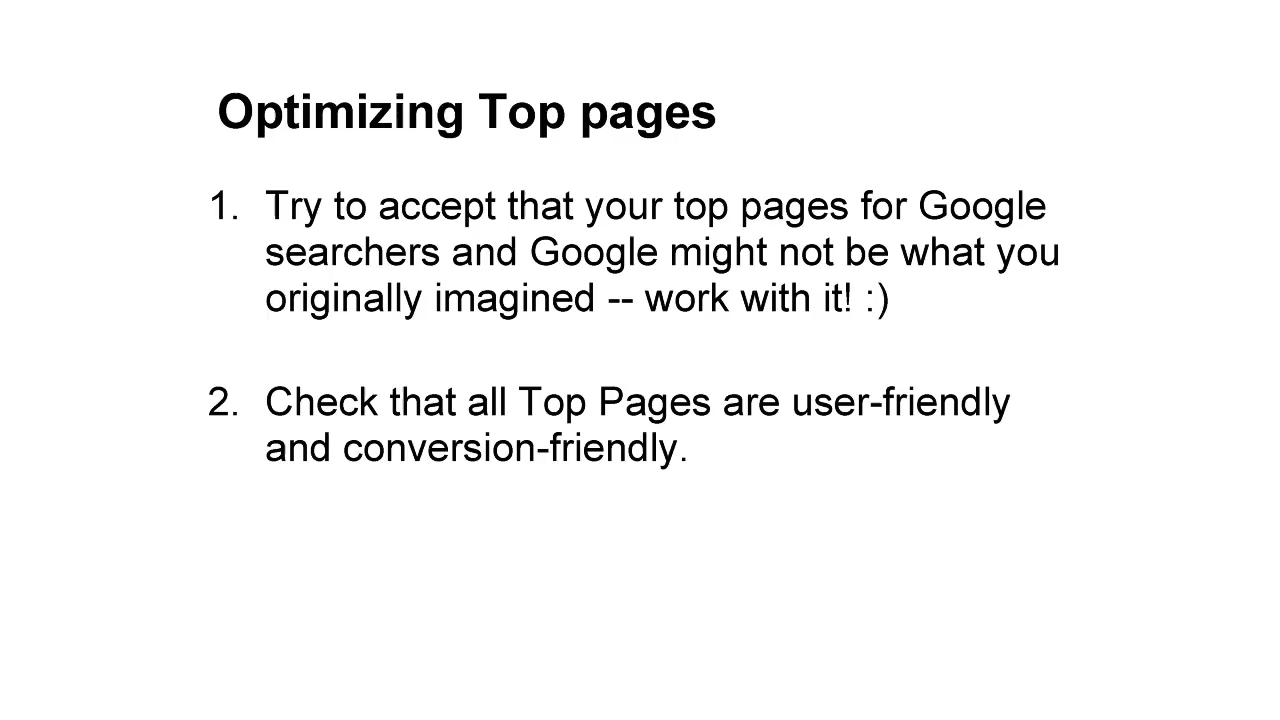 Optimizing Top pages
1. Try to accept that your top pages for Google
searchers and Google might not be what you
originally imagined -- work with it! :)
2. Check that all Top Pages are user-friendly
and conversion-friendly.